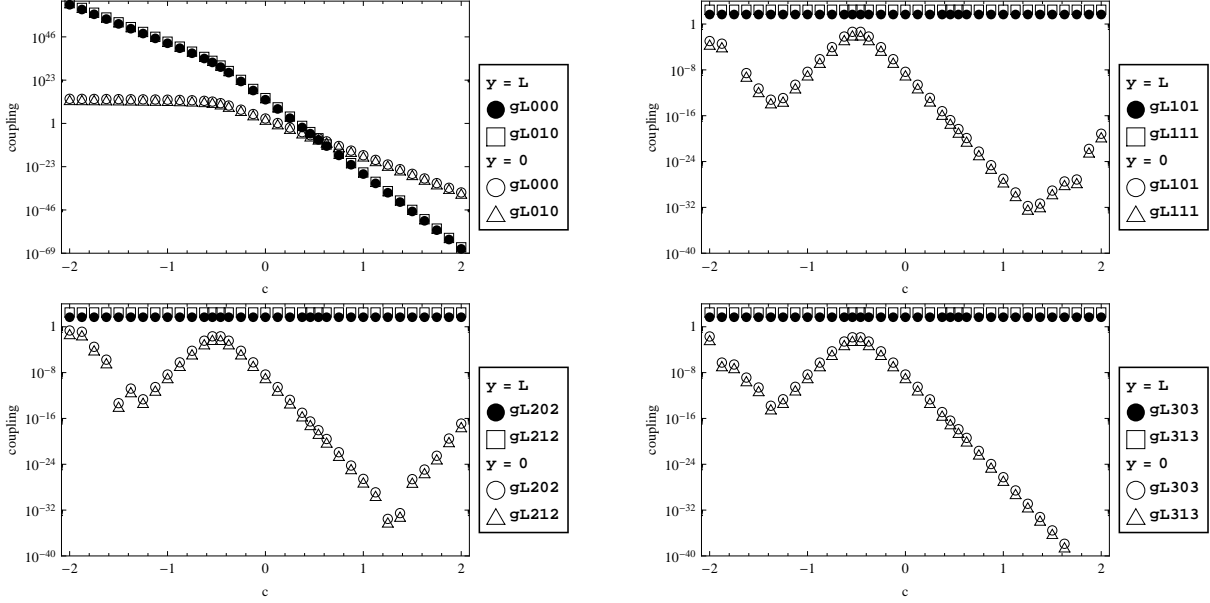 coupling
10^46
10^23
1
10^-23
10^-46
10^-69
−2
−1
0
1
2
c
y = L
gL000
gL010
y = 0
gL000
gL010
coupling
1
10^-8
10^-16
10^-24
10^-32
10^-40
−2
−1
0
1
2
c
y = L
gL101
gL111
y = 0
gL101
gL111
coupling
1
10^-8
10^-16
10^-24
10^-32
10^-40
−2
−1
0
1
2
c
y = L
gL202
gL212
y = 0
gL202
gL212
coupling
1
10^-8
10^-16
10^-24
10^-32
10^-40
−2
−1
0
1
2
c
y = L
gL303
gL313
y = 0
gL303
gL313